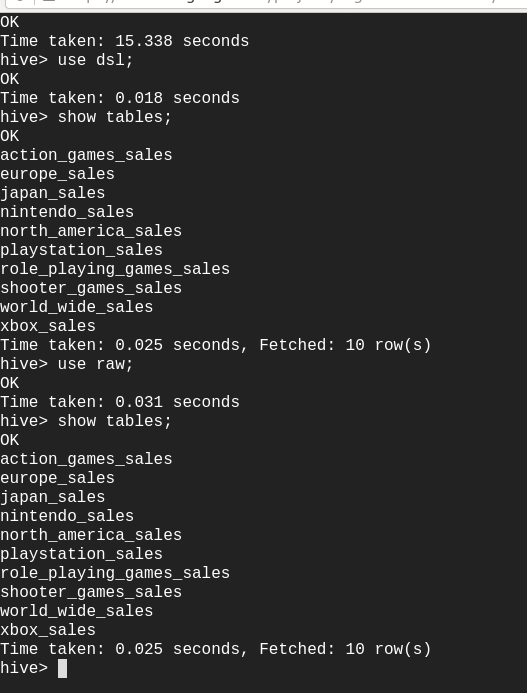 OK
Time taken: 15.338 seconds
hive> use dsl;
OK
Time taken: 0.018 seconds
hive> show tables;
OK
action_games_sales
europe_sales
japan_sales
nintendo_sales
north_america_sales
playstation_sales
role_playing_games_sales
shooter_games_sales
world_wide_sales
xbox_sales
Time taken: 0.025 seconds, Fetched: 10 row(s)
hive> use raw;
OK
Time taken: 0.031 seconds
hive> show tables;
OK
action_games_sales
europe_sales
japan_sales
nintendo_sales
north_america_sales
playstation_sales
role_playing_games_sales
shooter_games_sales
world_wide_sales
xbox_sales
Time taken: 0.025 seconds, Fetched: 10 row(s)
hive>